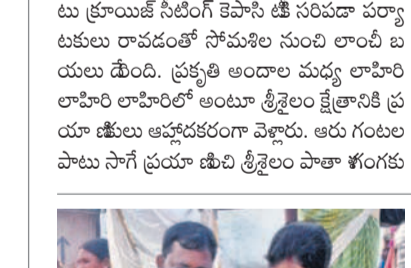 టు క్రూయిజ్ సీటింగ్ కెపాసి టీకి సరిపడా పర్యా
టకులు రావడంతో సోమశిల నుంచి లాంచీ బ
యలు దేరింది. ప్రకృతి అందాల మధ్య లాహిరి
లాహిరి లాహిరిలో అంటూ శ్రీశైలం క్షేత్రానికి ప్ర
యా ణికులు ఆహ్లాదకరంగా వెళ్లారు. ఆరు గంటల
పాటు సాగే ప్రయా ణించి శ్రీశైలం పాతా ళగంగకు